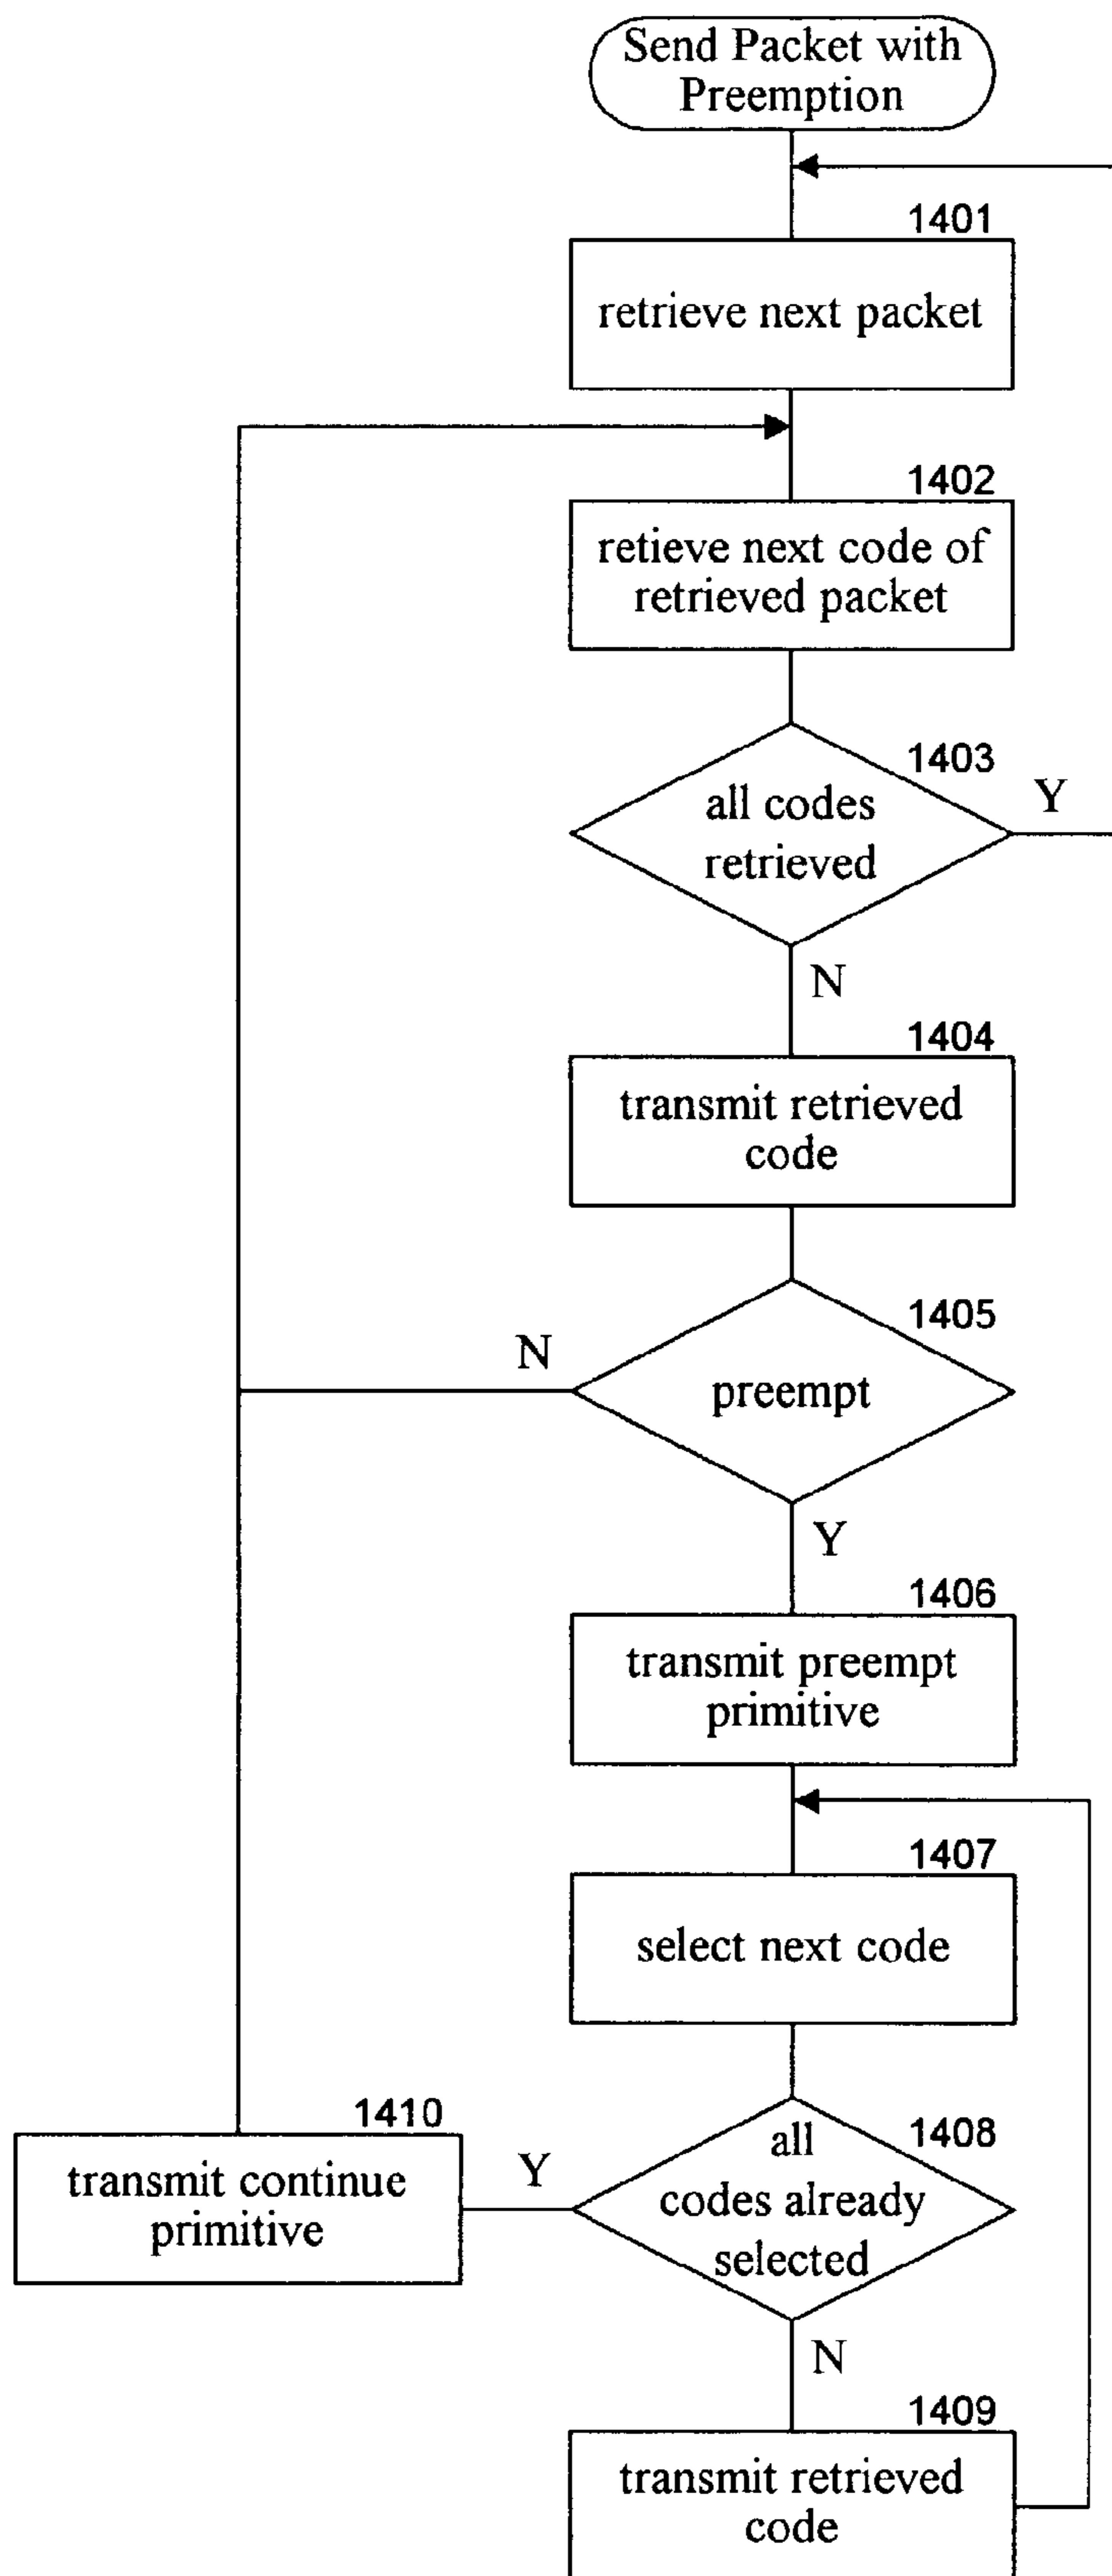 Send Packet with
Preemption
1401
retrieve next packet
1402
retieve next code of
retrieved packet
1403
all codes
retrieved
Y
N
1404
transmit retrieved
code
1405
preempt
N
Y
1406
transmit preempt
primitive
1407
select next code
1408
all
codes already
selected
Y
N
1410
transmit continue
primitive
1409
transmit retrieved
code